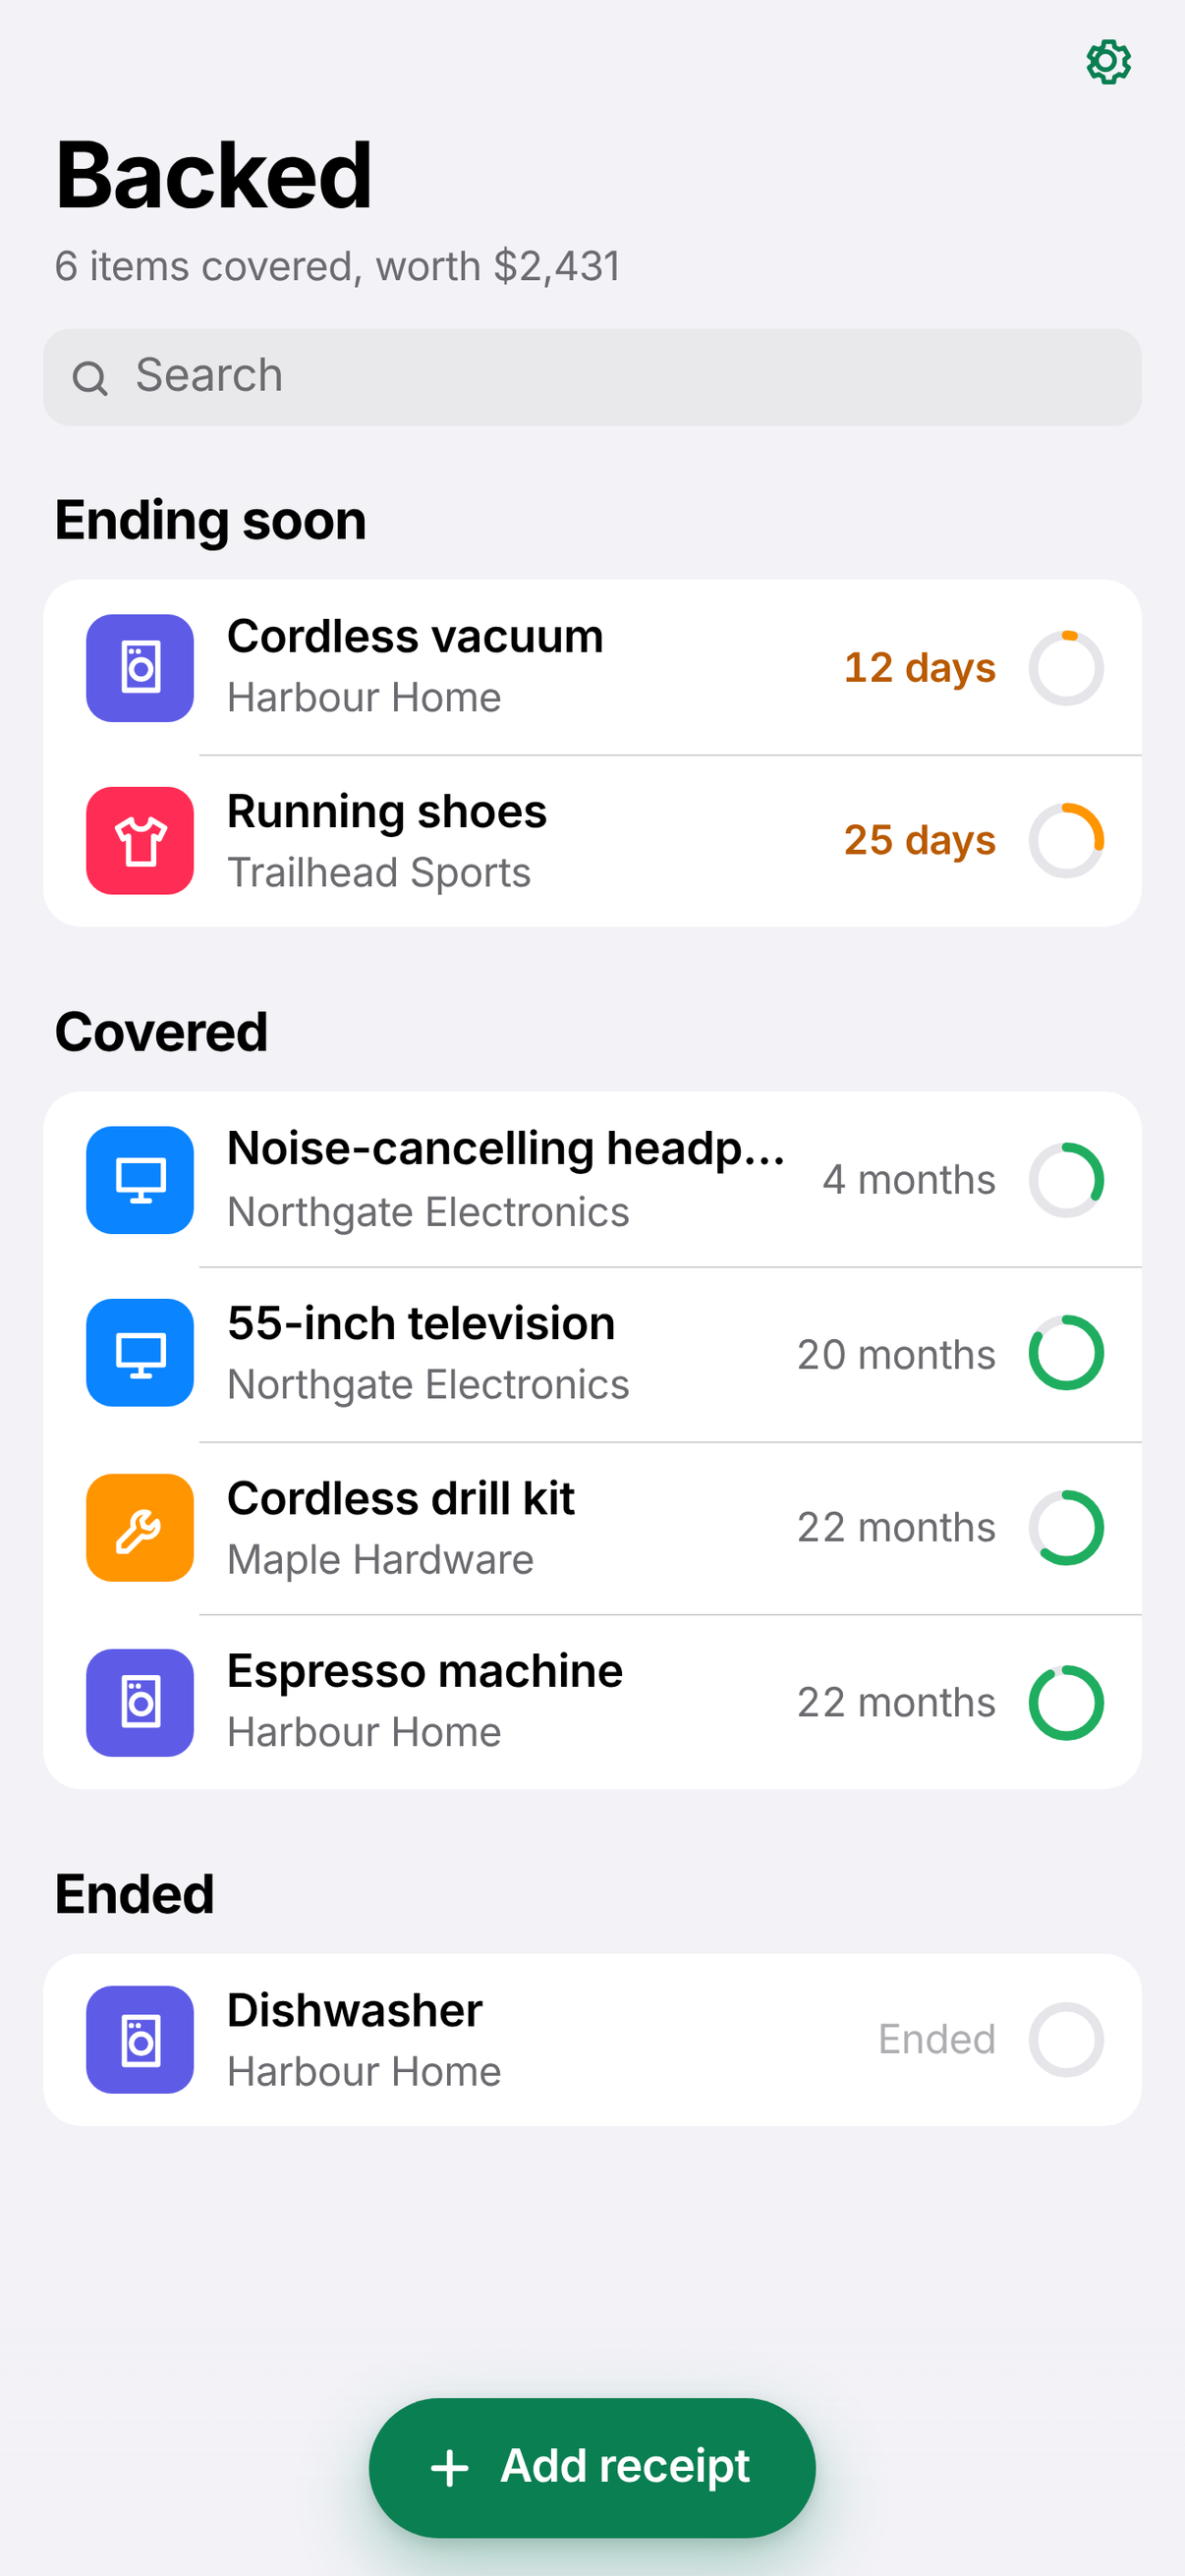 Backed
6 items covered, worth $2,431
Search
Ending soon
Cordless vacuum
Harbour Home
12 days
Running shoes
Trailhead Sports
25 days
Covered
Noise-cancelling headp...
Northgate Electronics
4 months
55-inch television
Northgate Electronics
20 months
Cordless drill kit
Maple Hardware
22 months
Espresso machine
Harbour Home
22 months
Ended
Dishwasher
Harbour Home
Ended
Add receipt